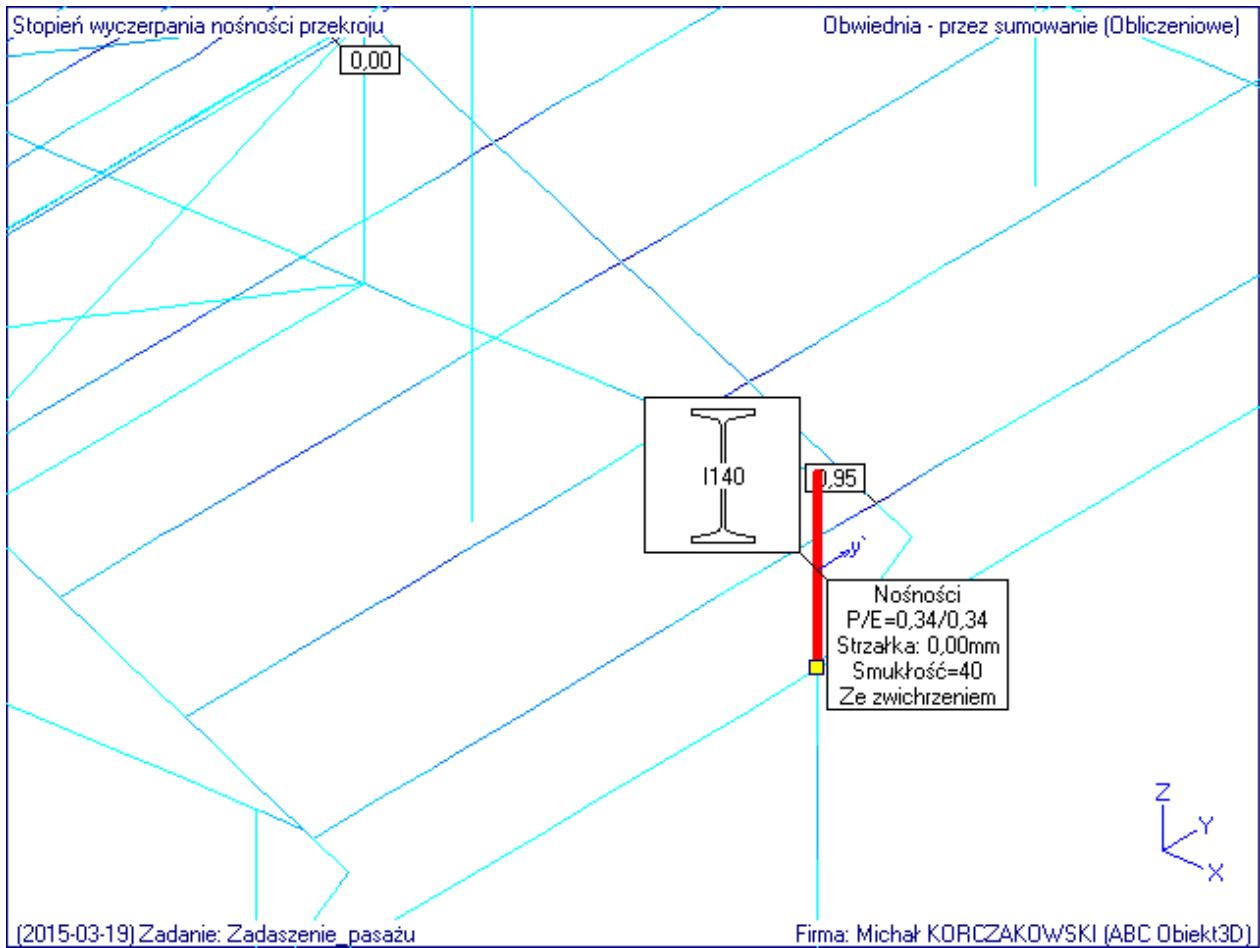 Stopień wyczerpania nośności przekroju
Obwiednia - przez sumowanie (Obliczeniowe)
0,00
I140
0,95
y'
Nośności
P/E=0,34/0,34
Strzałka: 0,00mm
Smukłość=40
Ze zwichrzeniem
Z
Y
X
(2015-03-19) Zadanie: Zadaszenie_pasażu
Firma: Michał KORCZAKOWSKI (ABC Obiekt3D)